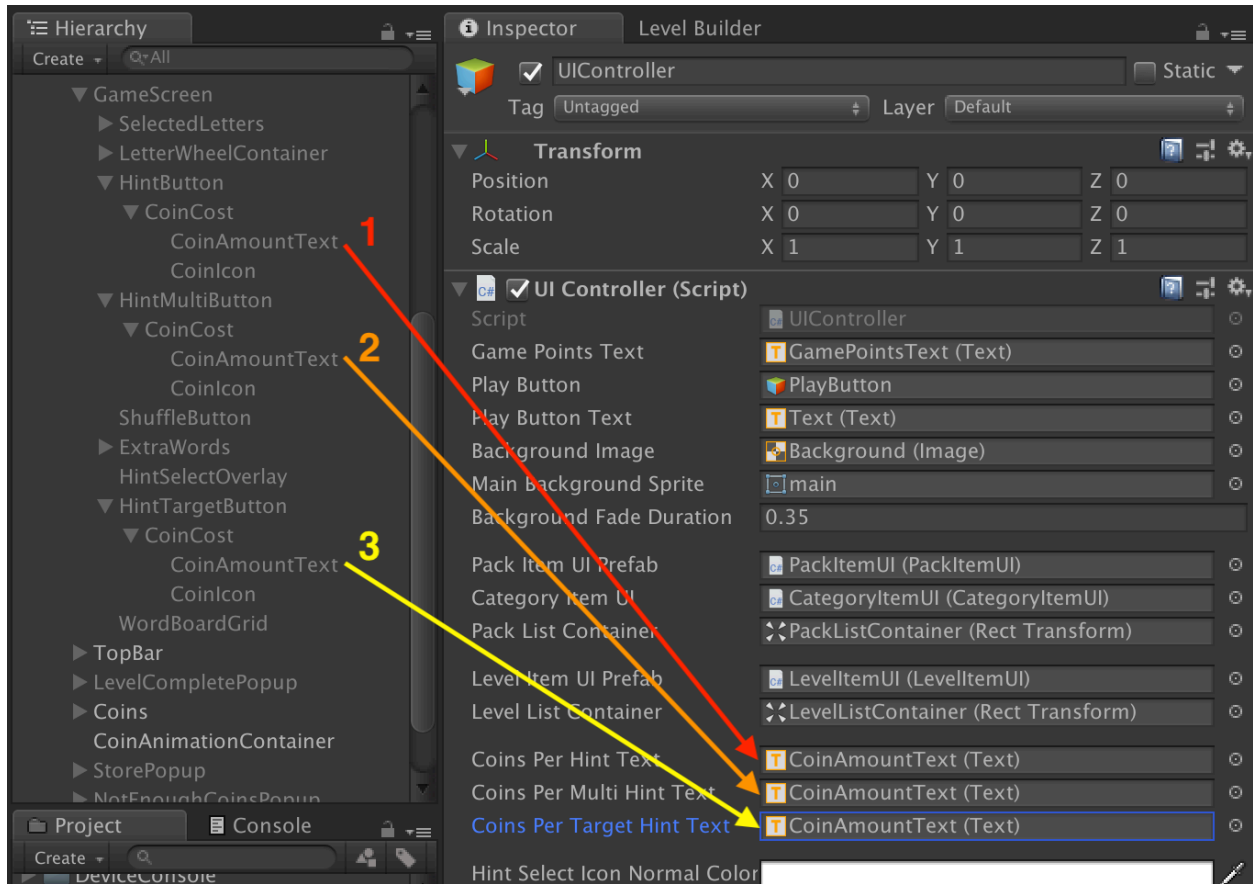 Hierarchy
Create
All
GameScreen
SelectedLetters
LetterWheelContainer
HintButton
CoinCost
CoinAmountText
1
CoinIcon
HintMultiButton
CoinCost
CoinAmountText
2
CoinIcon
ShuffleButton
ExtraWords
HintSelectOverlay
HintTargetButton
CoinCost
CoinAmountText
3
CoinIcon
WordBoardGrid
TopBar
LevelCompletePopup
Coins
CoinAnimationContainer
StorePopup
NotEnoughCoinsPopup
Project
Console
Create
DeviceConsole
Inspector
Level Builder
UIController
Static
Tag Untagged Layer Default
Transform
Position X 0 Y 0 Z 0
Rotation X 0 Y 0 Z 0
Scale X 1 Y 1 Z 1
C# UI Controller (Script)
Script UIController
Game Points Text GamePointsText (Text)
Play Button PlayButton
Play Button Text Text (Text)
Background Image Background (Image)
Main Background Sprite main
Background Fade Duration 0.35
Pack Item UI Prefab PackItemUI (PackItemUI)
Category Item UI CategoryItemUI (CategoryItemUI)
Pack List Container PackListContainer (Rect Transform)
Level Item UI Prefab LevelItemUI (LevelItemUI)
Level List Container LevelListContainer (Rect Transform)
Coins Per Hint Text CoinAmountText (Text)
Coins Per Multi Hint Text CoinAmountText (Text)
Coins Per Target Hint Text CoinAmountText (Text)
Hint Select Icon Normal Color